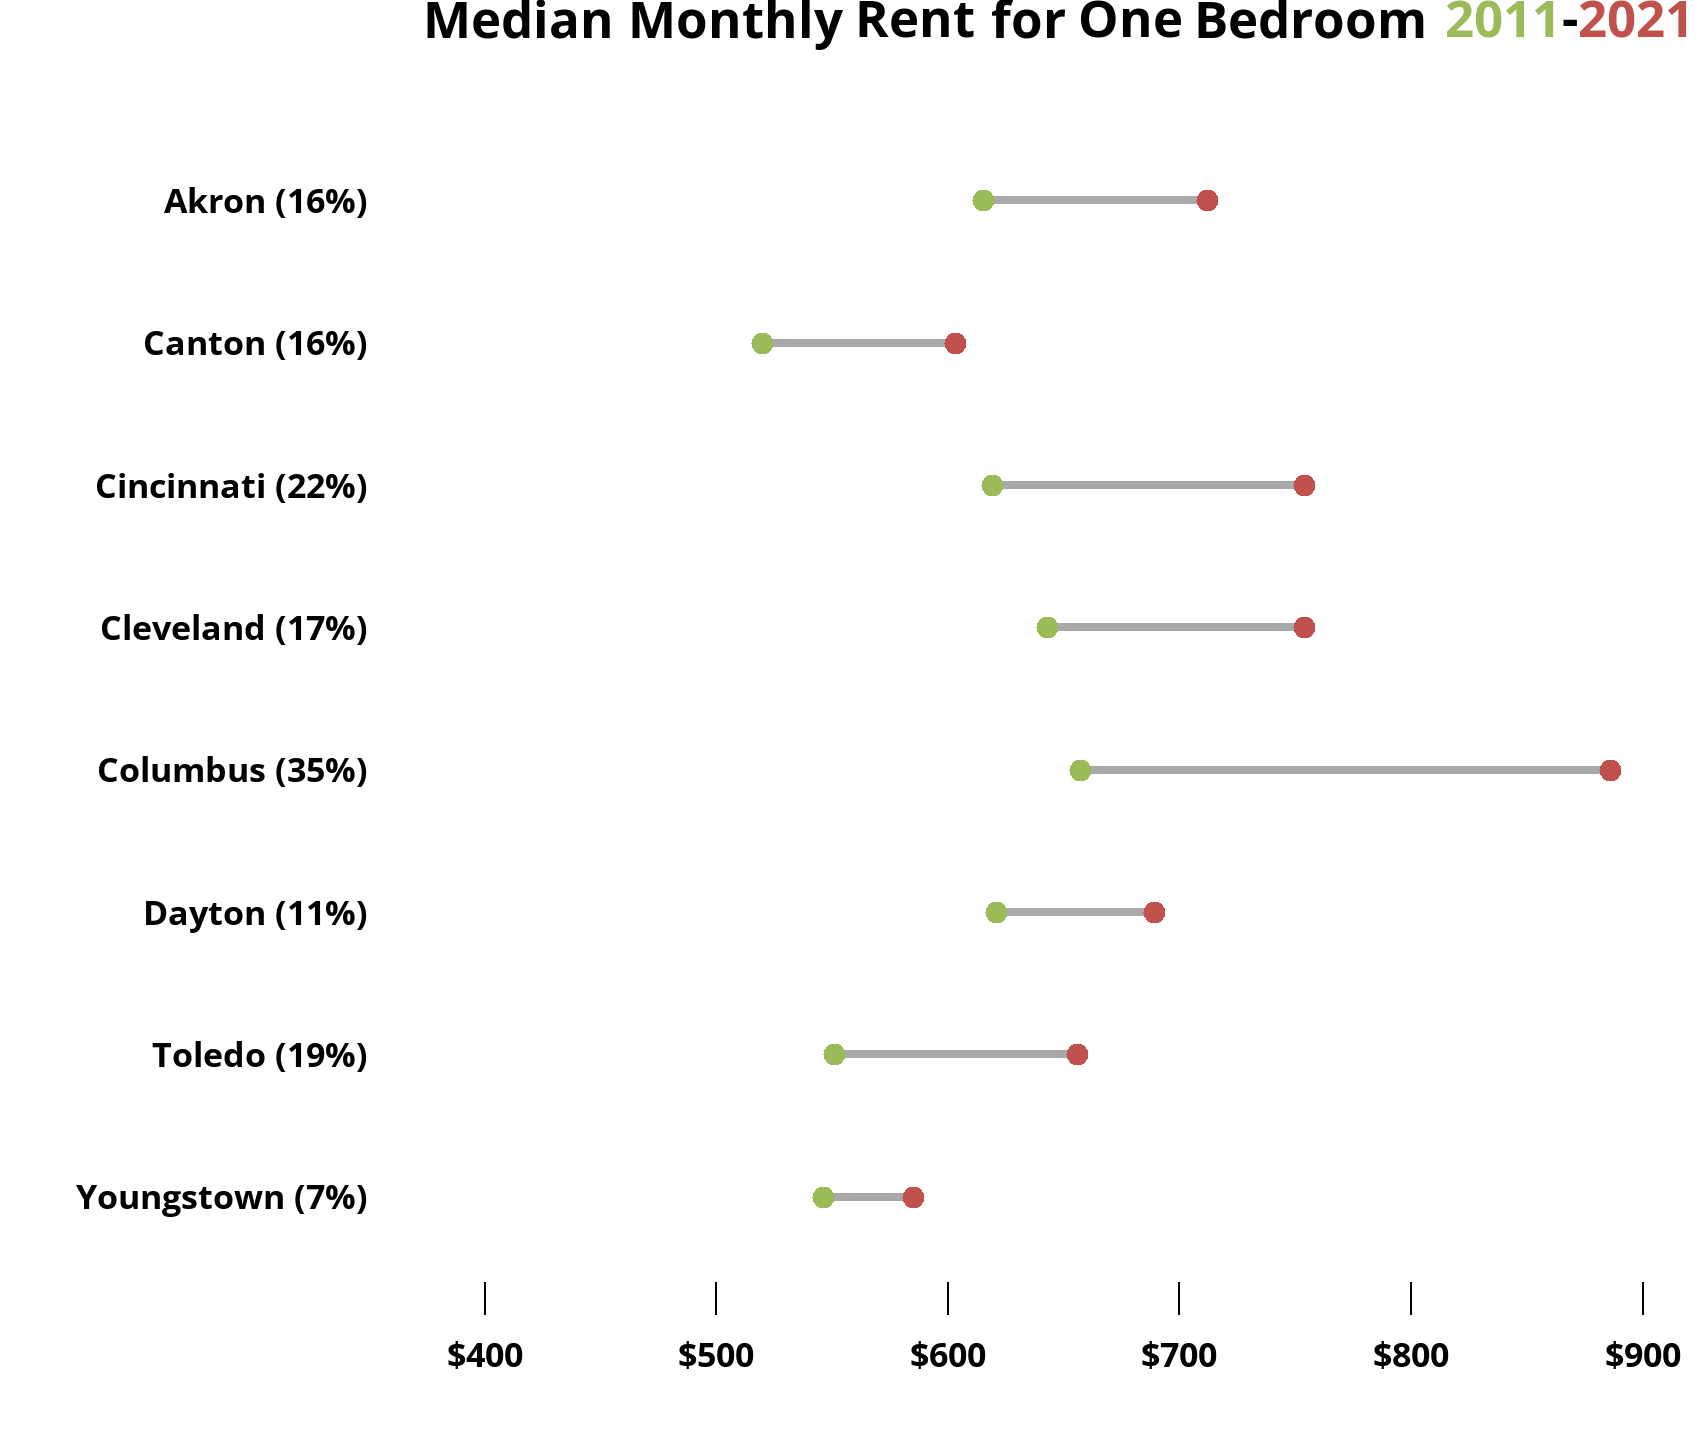 Median Monthly Rent for One Bedroom 2011-2021
Akron (16%)
Canton (16%)
Cincinnati (22%)
Cleveland (17%)
Columbus (35%)
Dayton (11%)
Toledo (19%)
Youngstown (7%)
$400 $500 $600 $700 $800 $900